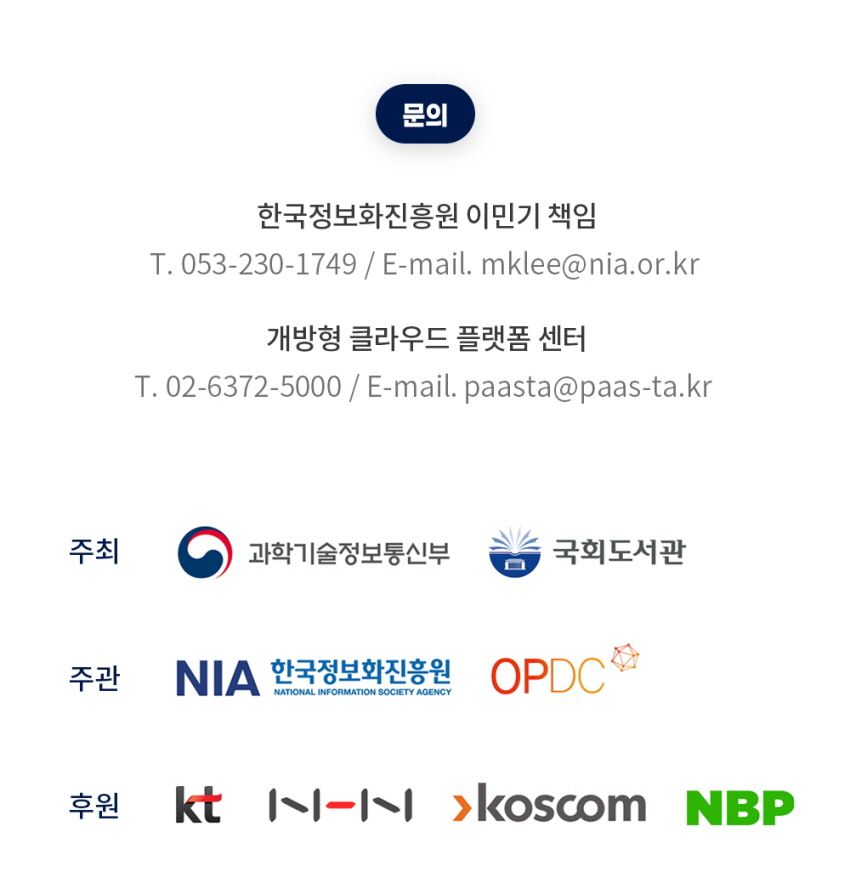 문의
한국정보화진흥원 이민기 책임
T. 053-230-1749 / E-mail. mklee@nia.or.kr
개방형 클라우드 플랫폼 센터
T. 02-6372-5000 / E-mail. paasta@paas-ta.kr
주최 과학기술정보통신부 국회도서관
주관 NIA 한국정보화진흥원 OPDC
NATIONAL INFORMATION SOCIETY AGENCY
후원 kt NHN koscom NBP